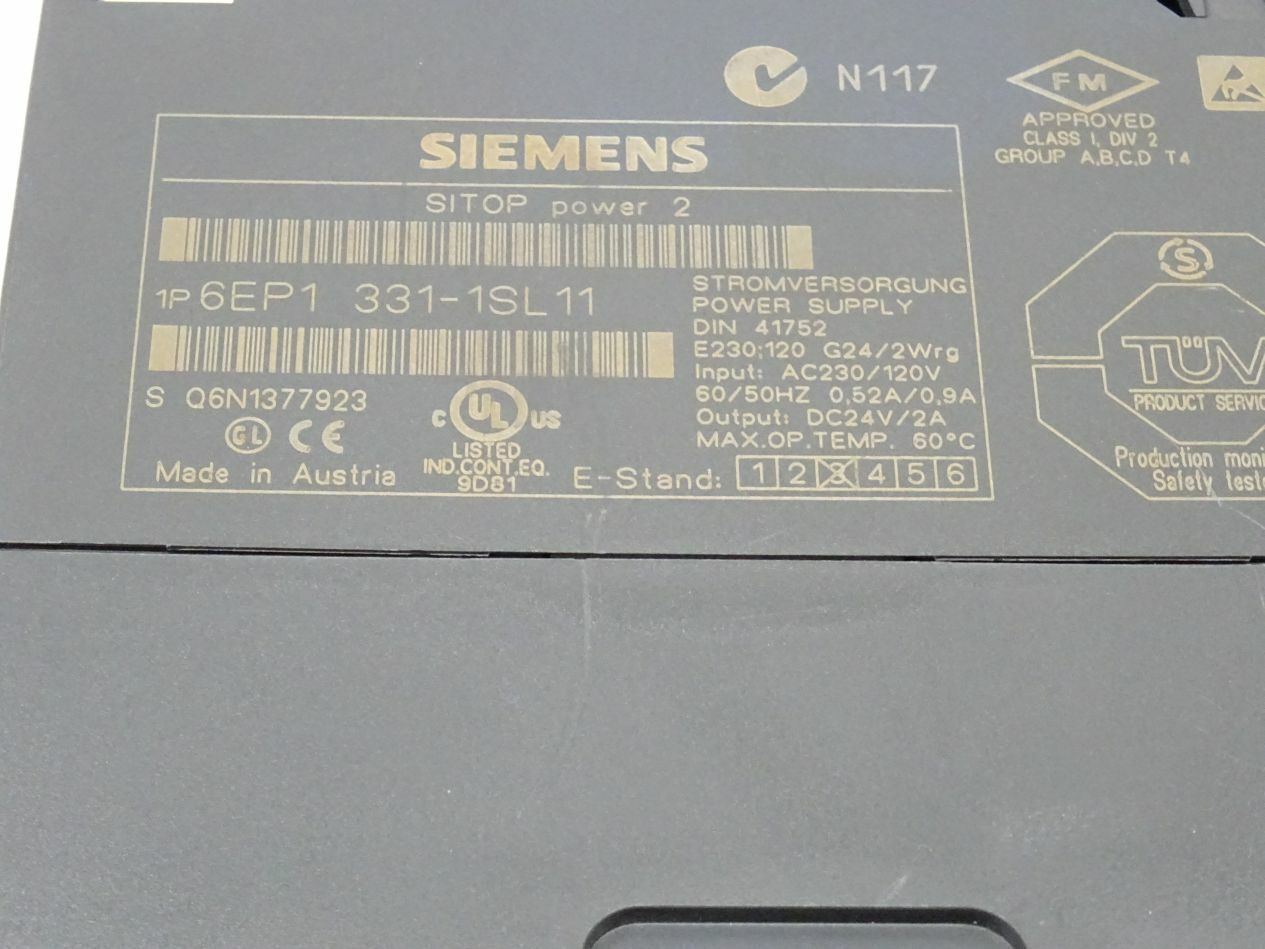 N117
FM
APPROVED
CLASS I, DIV 2
GROUP A,B,C,D T4
SIEMENS
SITOP power 2
1P 6EP1 331-1SL11
STROMVERSORGUNG
POWER SUPPLY
DIN 41752
E230;120 G24/2Wrg
Input: AC230/120V
60/50HZ 0,52A/0,9A
Output: DC24V/2A
MAX.OP.TEMP. 60°C
S Q6N1377923
GL CE
c UL US
LISTED
IND.CONT.EQ.
9D81
Made in Austria
E-Stand: 1 2 3 4 5 6
S
TÜV
PRODUCT
Production
Safety